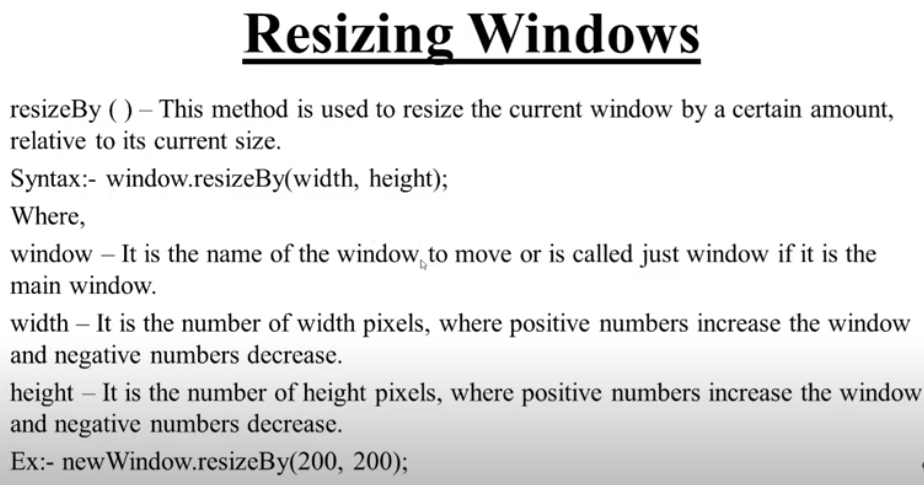 Resizing Windows
resizeBy ( ) – This method is used to resize the current window by a certain amount,
relative to its current size.
Syntax:- window.resizeBy(width, height);
Where,
window – It is the name of the window to move or is called just window if it is the
main window.
width – It is the number of width pixels, where positive numbers increase the window
and negative numbers decrease.
height – It is the number of height pixels, where positive numbers increase the window
and negative numbers decrease.
Ex:- newWindow.resizeBy(200, 200);